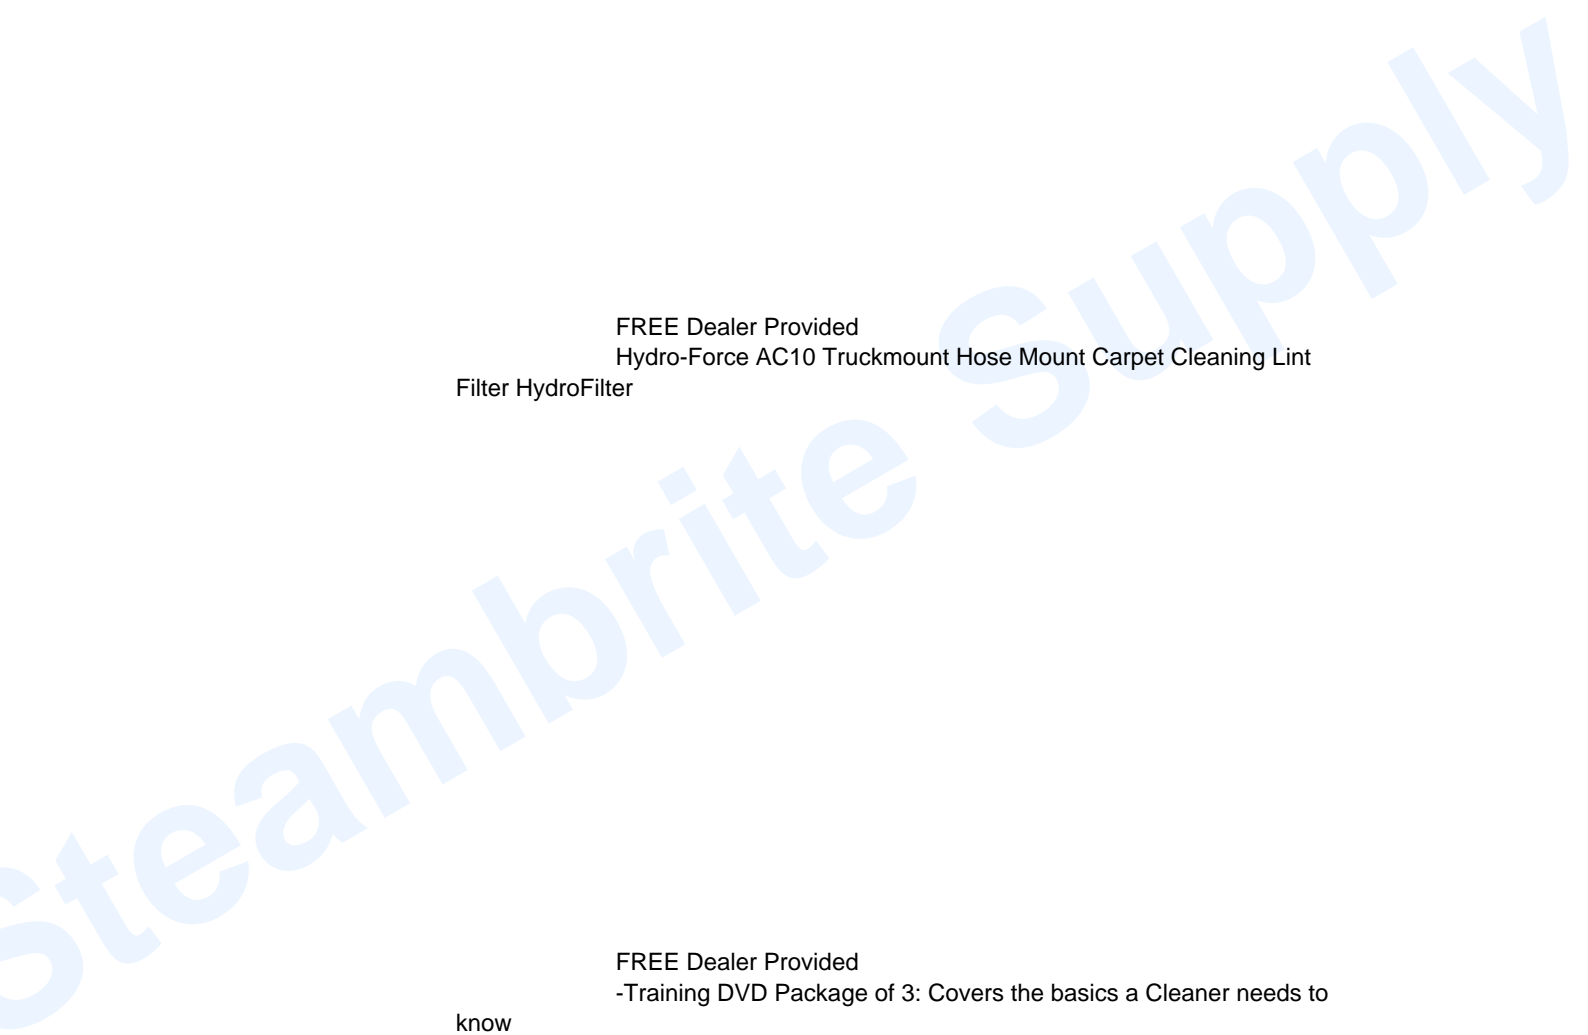 Steambrite Supply
FREE Dealer Provided
Hydro-Force AC10 Truckmount Hose Mount Carpet Cleaning Lint
Filter HydroFilter
FREE Dealer Provided
-Training DVD Package of 3: Covers the basics a Cleaner needs to
know